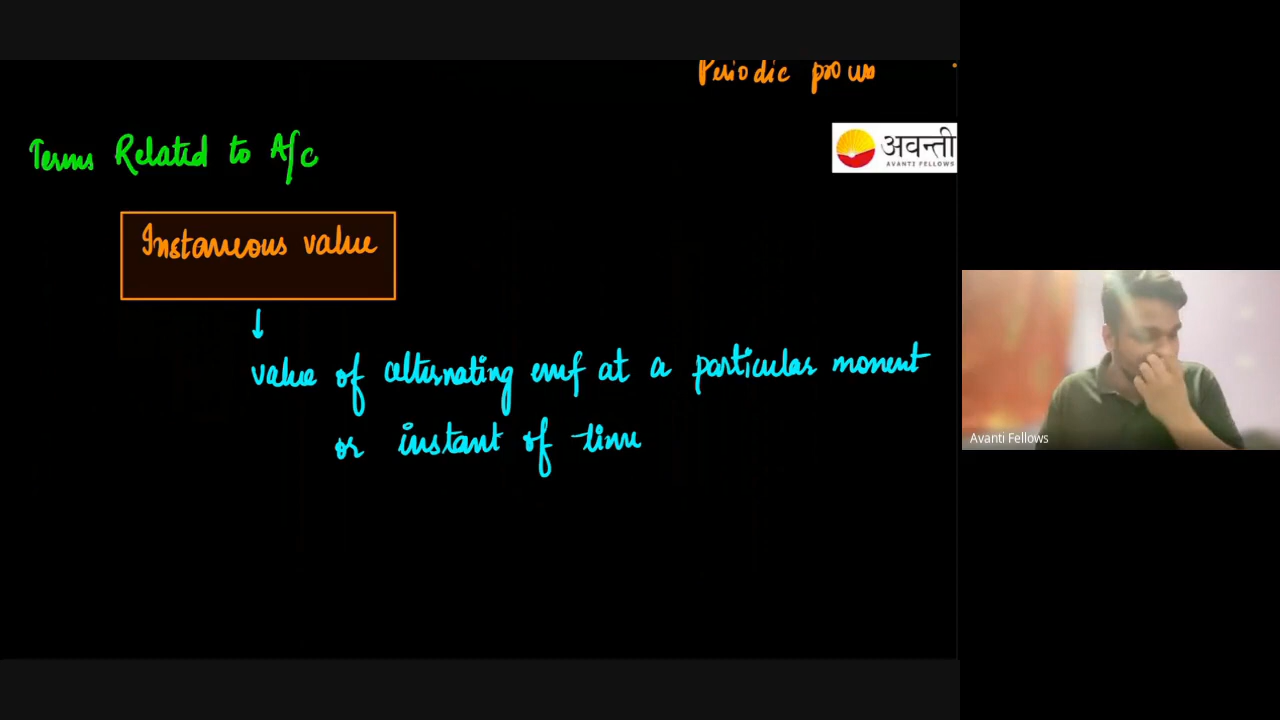 Periodic
Terms Related to A/C
अवन्ती
AVANTI FELLOWS
Instaneous value
value of alternating emf at a particular moment
or instant of time
Avanti Fellows